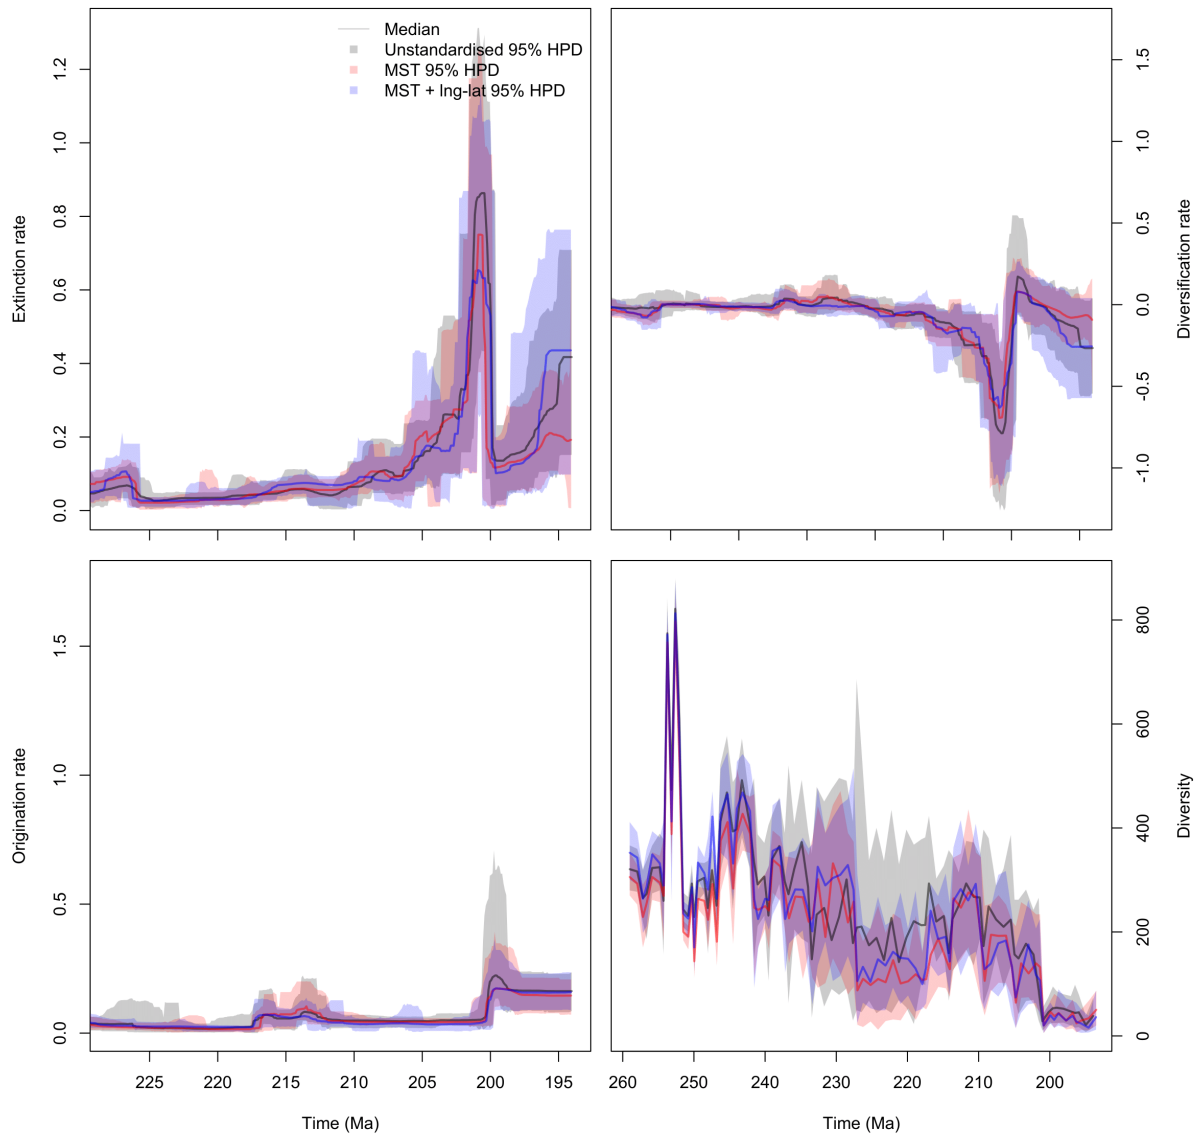 Median
Unstandardised 95% HPD
MST 95% HPD
MST + lng-lat 95% HPD
Extinction rate
0.0
0.2
0.4
0.6
0.8
1.0
1.2
Diversification rate
1.5
1.0
0.5
0.0
−0.5
−1.0
Origination rate
0.0
0.5
1.0
1.5
225 220 215 210 205 200 195
Time (Ma)
Diversity
800
600
400
200
0
260 250 240 230 220 210 200
Time (Ma)